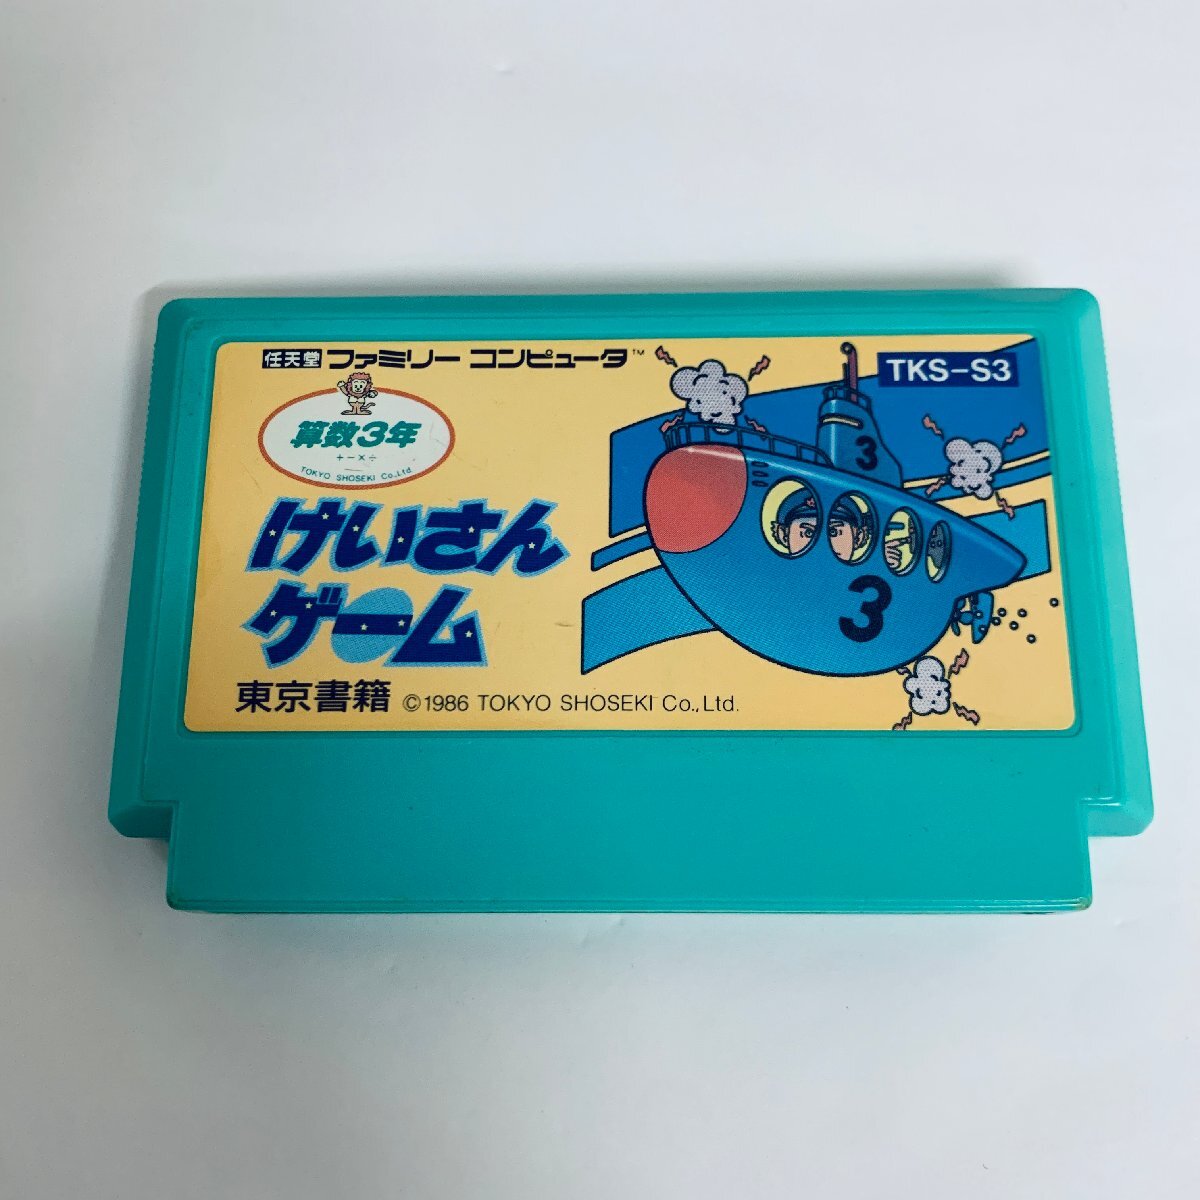 任天堂 ファミリー コンピュータ™
TKS-S3
算数3年
+-×÷
TOKYO SHOSEKI Co.,Ltd.
けいさん
ゲーム
3
3
東京書籍 ©1986 TOKYO SHOSEKI Co.,Ltd.